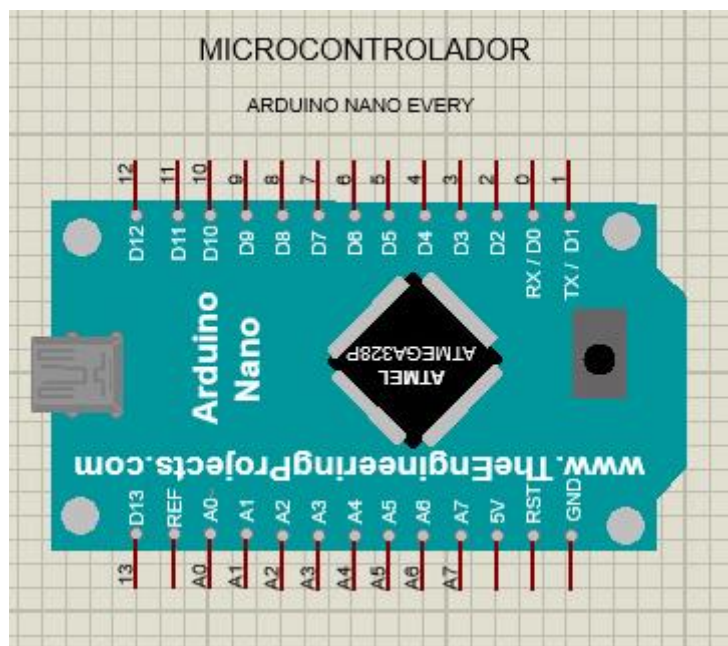 MICROCONTROLADOR
ARDUINO NANO EVERY
12 11 10 9 8 7 6 5 4 3 2 0 1
D12 D11 D10 D9 D8 D7 D6 D5 D4 D3 D2 RX / D0 TX / D1
Arduino
Nano
ATMEL
ATMEGA328P
www.TheEngineeringProjects.com
D13 REF A0 A1 A2 A3 A4 A5 A6 A7 5V RST GND
13 A0 A1 A2 A3 A4 A5 A6 A7